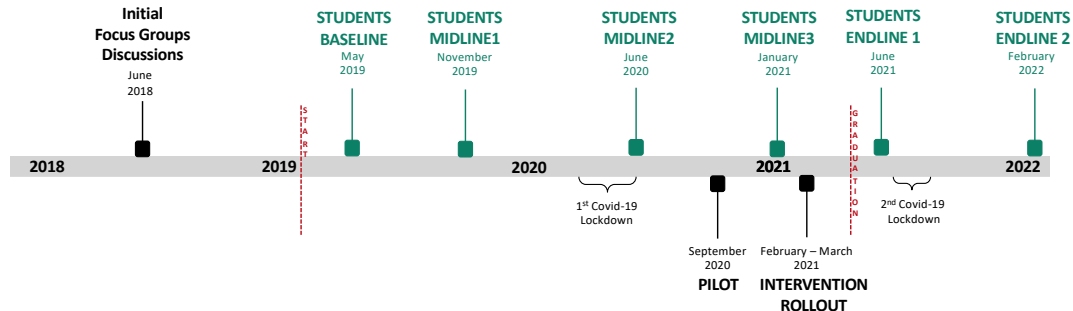 Initial
Focus Groups
Discussions
June
2018
STUDENTS
BASELINE
May
2019
STUDENTS
MIDLINE1
November
2019
STUDENTS
MIDLINE2
June
2020
STUDENTS
MIDLINE3
January
2021
STUDENTS
ENDLINE 1
June
2021
STUDENTS
ENDLINE 2
February
2022
START
GRADUATION
2018
2019
2020
2021
2022
1st Covid-19
Lockdown
2nd Covid-19
Lockdown
September
2020
PILOT
February – March
2021
INTERVENTION
ROLLOUT